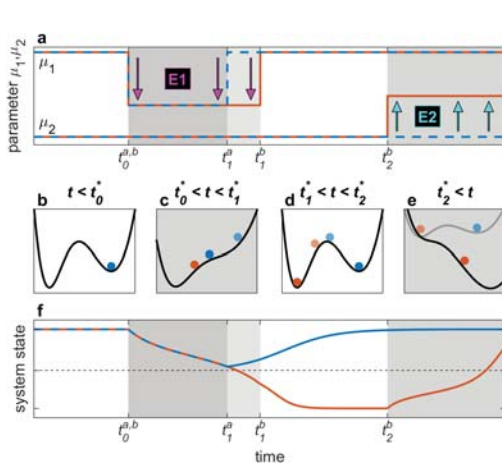 a
parameter μ₁,μ₂
μ₁
E1
μ₂
E2
t₀ᵃ,ᵇ t₁ᵃ t₁ᵇ t₂ᵇ
b t < t₀* c t₀* < t < t₁* d t₁* < t < t₂* e t₂* < t
f
system state
t₀ᵃ,ᵇ t₁ᵃ t₁ᵇ t₂ᵇ
time